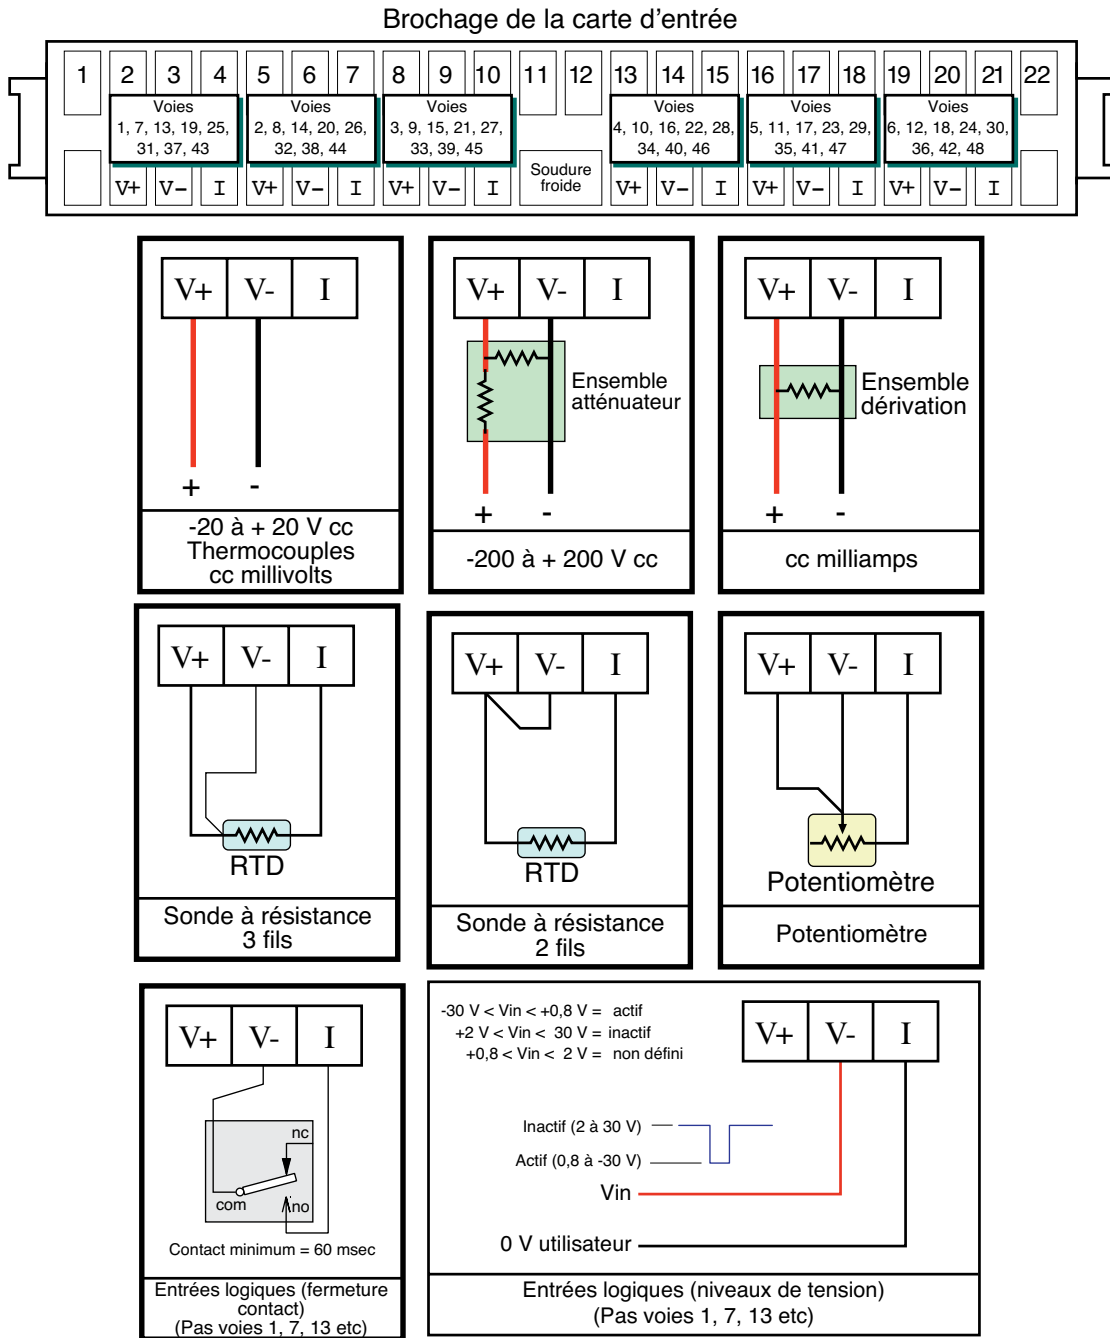 Brochage de la carte d'entrée
1 2 3 4 5 6 7 8 9 10 11 12 13 14 15 16 17 18 19 20 21 22
Voies
1, 7, 13, 19, 25,
31, 37, 43
Voies
2, 8, 14, 20, 26,
32, 38, 44
Voies
3, 9, 15, 21, 27,
33, 39, 45
Voies
4, 10, 16, 22, 28,
34, 40, 46
Voies
5, 11, 17, 23, 29,
35, 41, 47
Voies
6, 12, 18, 24, 30,
36, 42, 48
V+ V- I V+ V- I V+ V- I
Soudure
froide
V+ V- I V+ V- I V+ V- I
V+ V- I
+ -
-20 à + 20 V cc
Thermocouples
cc millivolts
V+ V- I
Ensemble
atténuateur
+ -
-200 à + 200 V cc
V+ V- I
Ensemble
dérivation
+ -
cc milliamps
V+ V- I
RTD
Sonde à résistance
3 fils
V+ V- I
RTD
Sonde à résistance
2 fils
V+ V- I
Potentiomètre
Potentiomètre
V+ V- I
nc
com
no
Contact minimum = 60 msec
Entrées logiques (fermeture
contact)
(Pas voies 1, 7, 13 etc)
-30 V < Vin < +0,8 V = actif
+2 V < Vin < 30 V = inactif
+0,8 < Vin < 2 V = non défini
V+ V- I
Inactif (2 à 30 V)
Actif (0,8 à -30 V)
Vin
0 V utilisateur
Entrées logiques (niveaux de tension)
(Pas voies 1, 7, 13 etc)